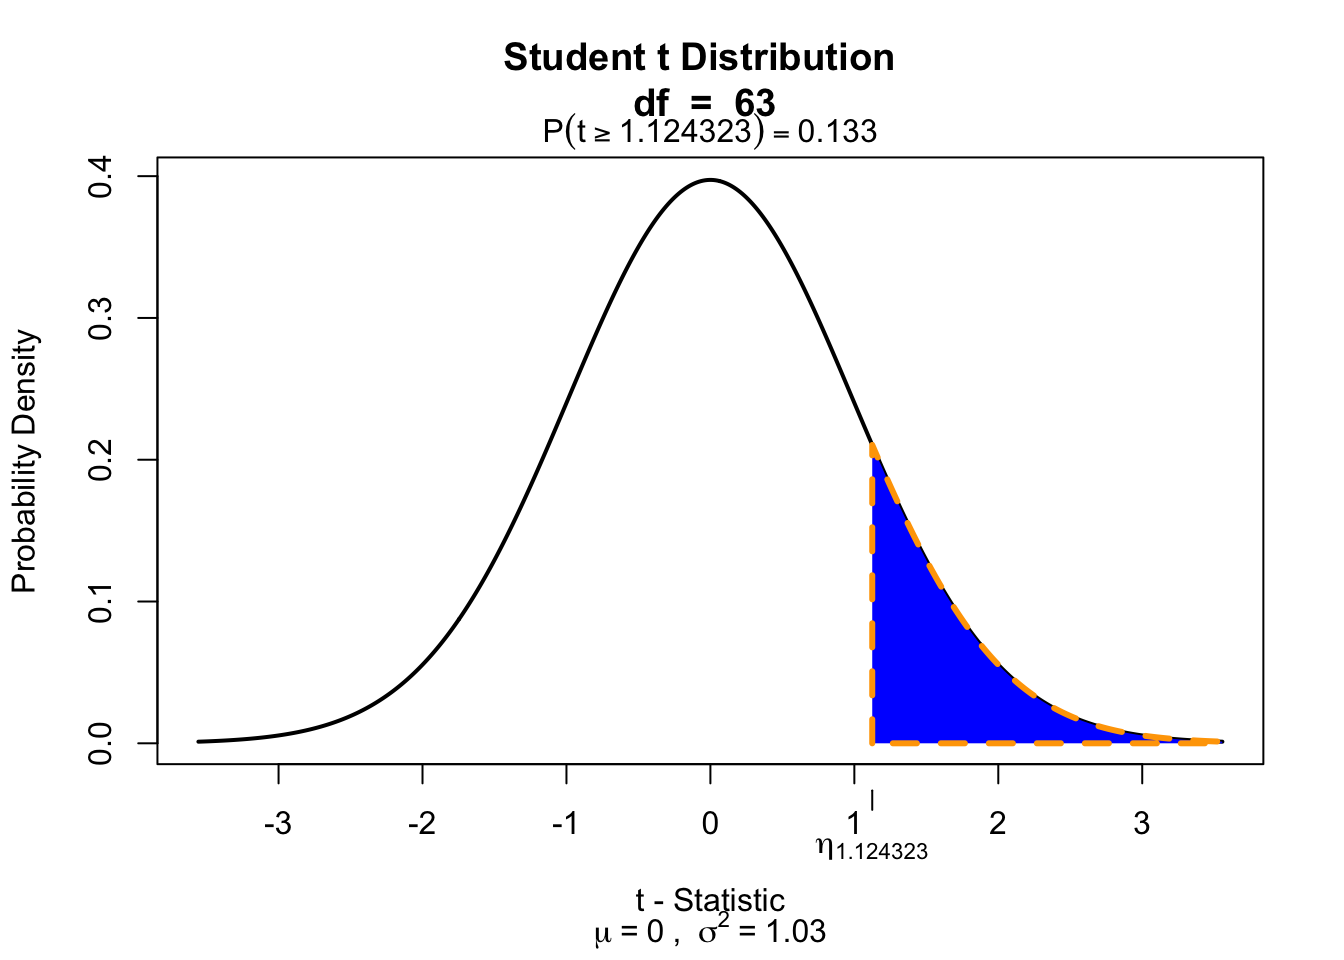 Student t Distribution
df = 63
P(t ≥ 1.124323) = 0.133
Probability Density
0.4
0.3
0.2
0.1
0.0
-3 -2 -1 0 1 2 3
η1.124323
t - Statistic
μ = 0 , σ² = 1.03